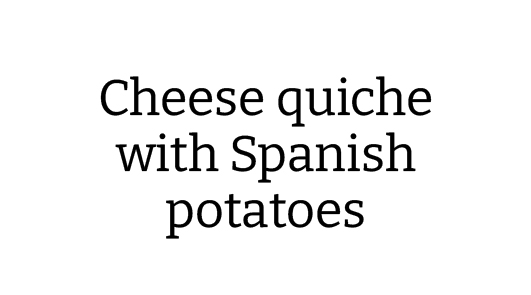 Cheese quiche
with Spanish
potatoes